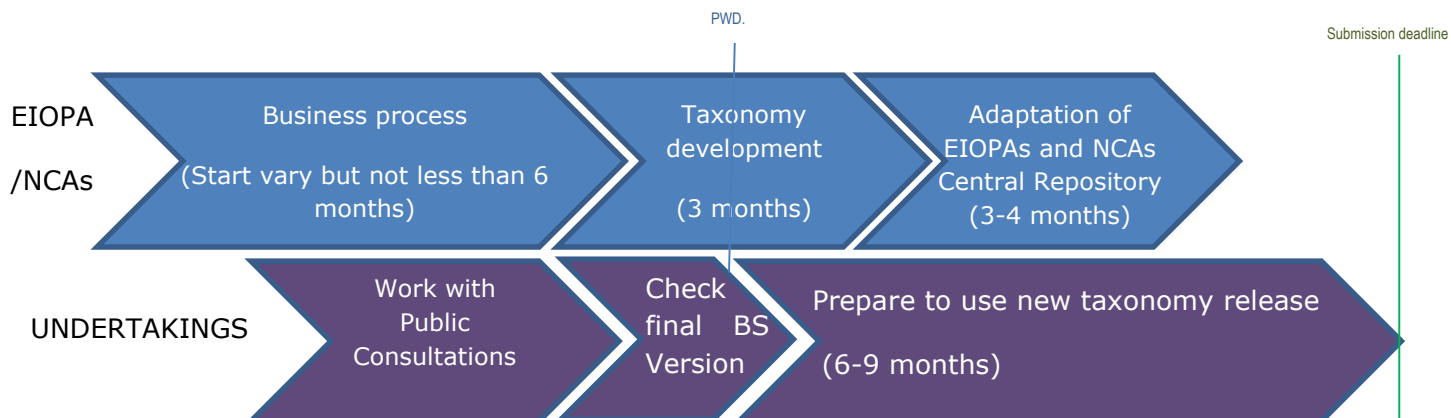 PWD.
Submission deadline
EIOPA
/NCAs
Business process
(Start vary but not less than 6
months)
Taxonomy
development
(3 months)
Adaptation of
EIOPAs and NCAs
Central Repository
(3-4 months)
UNDERTAKINGS
Work with
Public
Consultations
Check
final BS
Version
Prepare to use new taxonomy release
(6-9 months)